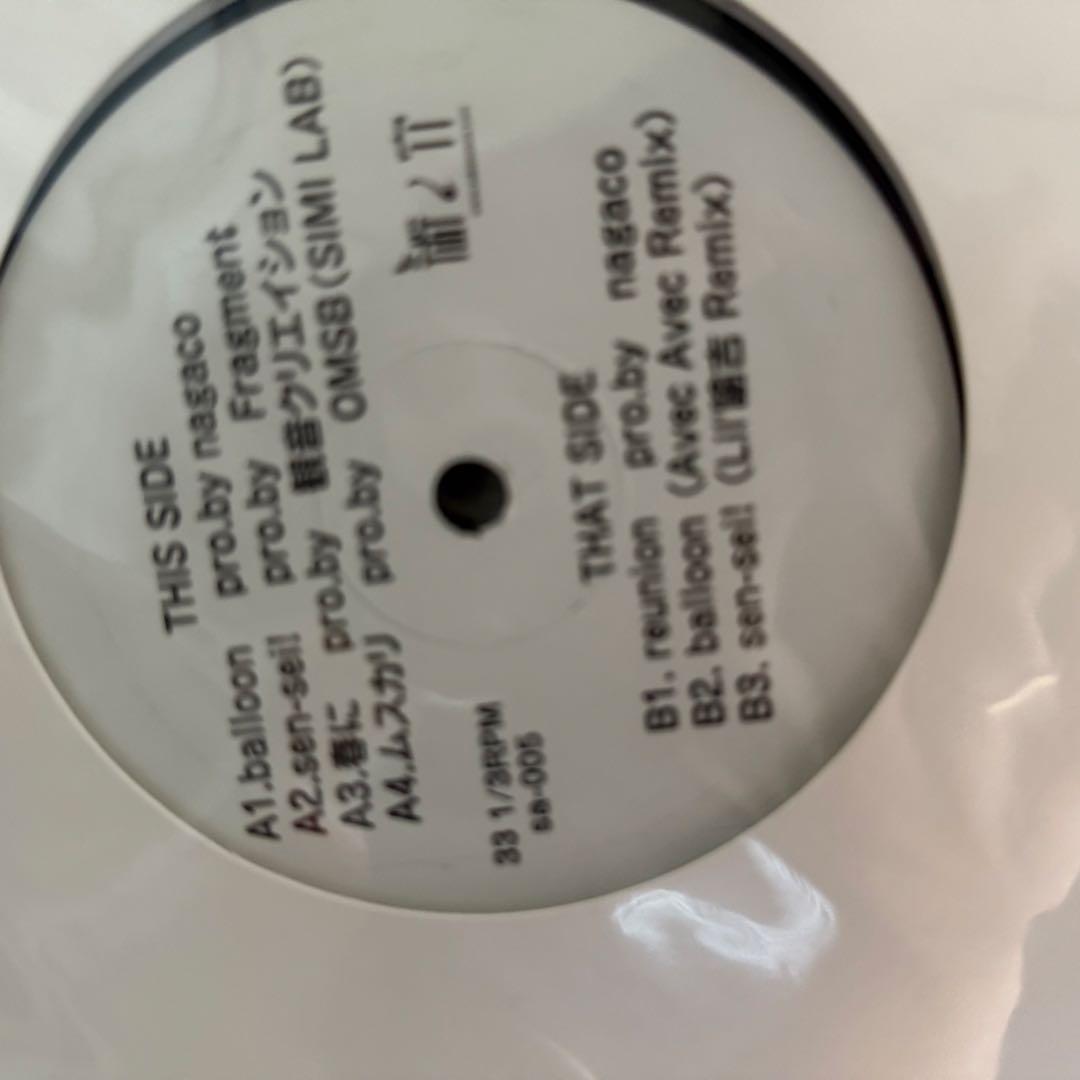 THIS SIDE
A1.balloon pro.by nagaco
A2.sen-sei! pro.by Fragment
A3.春に pro.by 観音クリエイション
A4.ムスカリ pro.by OMSB(SIMI LAB)
33 1/3RPM
sa-005
THAT SIDE
B1. reunion pro.by nagaco
B2. balloon (Avec Avec Remix)
B3. sen-sei! (Lil'諭吉 Remix)